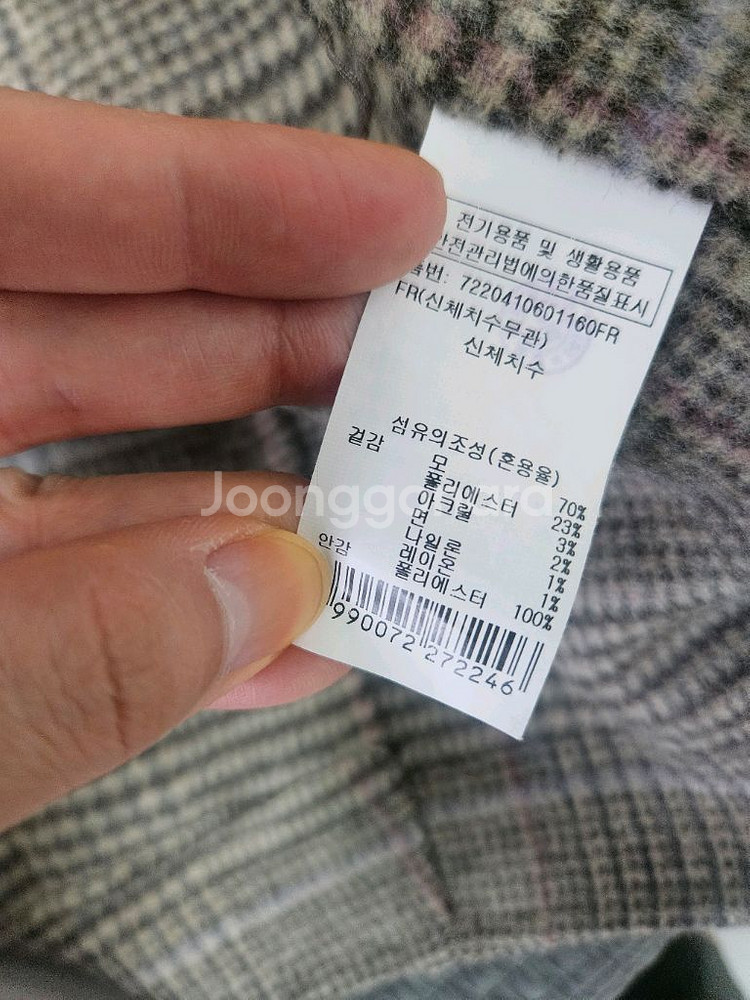 전기용품 및 생활용품
안전관리법에의한품질표시
품번: 7220410601160FR
FR(신체치수무관)
신체치수
섬유의조성(혼용율)
겉감 모 70%
폴리에스터 23%
아크릴 3%
면 2%
나일론 1%
레이온 1%
안감 폴리에스터 100%
990072 272246
Joonggonara